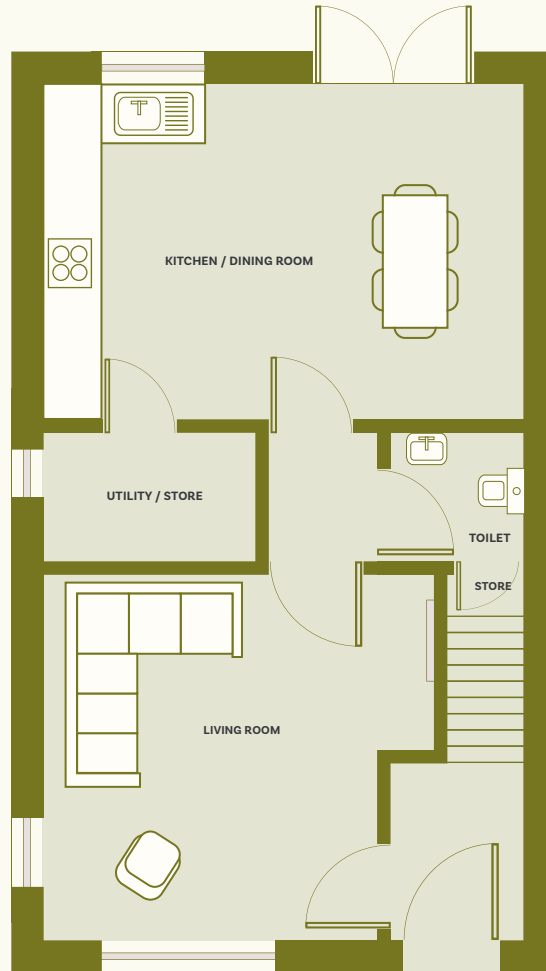 KITCHEN / DINING ROOM
UTILITY / STORE
TOILET
STORE
LIVING ROOM